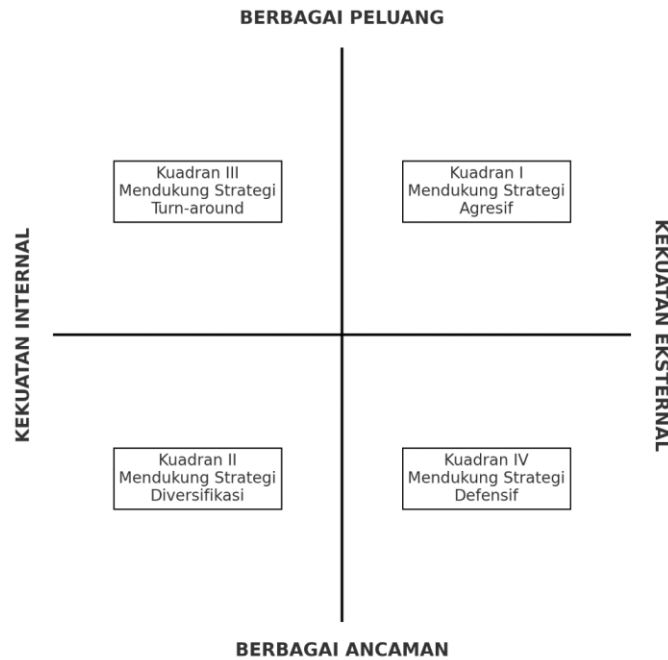 BERBAGAI PELUANG
Kuadran III
Mendukung Strategi
Turn-around
Kuadran I
Mendukung Strategi
Agresif
KEKUATAN INTERNAL
KEKUATAN EKSTERNAL
Kuadran II
Mendukung Strategi
Diversifikasi
Kuadran IV
Mendukung Strategi
Defensif
BERBAGAI ANCAMAN